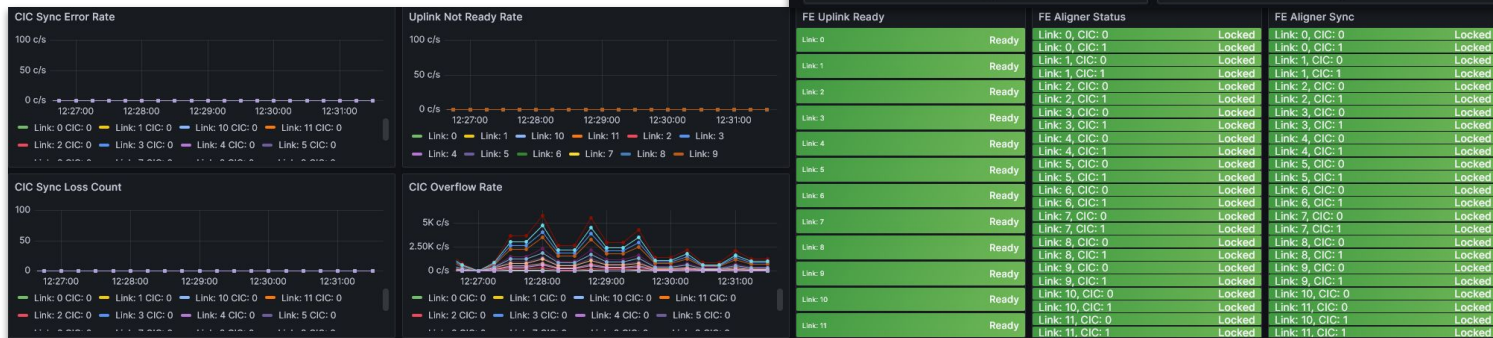 CIC Sync Error Rate
100 c/s
50 c/s
0 c/s
12:27:00 12:28:00 12:29:00 12:30:00 12:31:00
Link: 0 CIC: 0 Link: 1 CIC: 0 Link: 10 CIC: 0 Link: 11 CIC: 0
Link: 2 CIC: 0 Link: 3 CIC: 0 Link: 4 CIC: 0 Link: 5 CIC: 0
Uplink Not Ready Rate
100 c/s
50 c/s
0 c/s
12:27:00 12:28:00 12:29:00 12:30:00 12:31:00
Link: 0 Link: 1 Link: 10 Link: 11 Link: 2 Link: 3
Link: 4 Link: 5 Link: 6 Link: 7 Link: 8 Link: 9
CIC Sync Loss Count
100
50
0
12:27:00 12:28:00 12:29:00 12:30:00 12:31:00
Link: 0 CIC: 0 Link: 1 CIC: 0 Link: 10 CIC: 0 Link: 11 CIC: 0
Link: 2 CIC: 0 Link: 3 CIC: 0 Link: 4 CIC: 0 Link: 5 CIC: 0
CIC Overflow Rate
5K c/s
2.50K c/s
0 c/s
12:27:00 12:28:00 12:29:00 12:30:00 12:31:00
Link: 0 CIC: 0 Link: 1 CIC: 0 Link: 10 CIC: 0 Link: 11 CIC: 0
Link: 2 CIC: 0 Link: 3 CIC: 0 Link: 4 CIC: 0 Link: 5 CIC: 0
FE Uplink Ready
Link: 0 Ready
Link: 1 Ready
Link: 2 Ready
Link: 3 Ready
Link: 4 Ready
Link: 5 Ready
Link: 6 Ready
Link: 7 Ready
Link: 8 Ready
Link: 9 Ready
Link: 10 Ready
Link: 11 Ready
FE Aligner Status
Link: 0, CIC: 0 Locked
Link: 0, CIC: 1 Locked
Link: 1, CIC: 0 Locked
Link: 1, CIC: 1 Locked
Link: 2, CIC: 0 Locked
Link: 2, CIC: 1 Locked
Link: 3, CIC: 0 Locked
Link: 3, CIC: 1 Locked
Link: 4, CIC: 0 Locked
Link: 4, CIC: 1 Locked
Link: 5, CIC: 0 Locked
Link: 5, CIC: 1 Locked
Link: 6, CIC: 0 Locked
Link: 6, CIC: 1 Locked
Link: 7, CIC: 0 Locked
Link: 7, CIC: 1 Locked
Link: 8, CIC: 0 Locked
Link: 8, CIC: 1 Locked
Link: 9, CIC: 0 Locked
Link: 9, CIC: 1 Locked
Link: 10, CIC: 0 Locked
Link: 10, CIC: 1 Locked
Link: 11, CIC: 0 Locked
Link: 11, CIC: 1 Locked
FE Aligner Sync
Link: 0, CIC: 0 Locked
Link: 0, CIC: 1 Locked
Link: 1, CIC: 0 Locked
Link: 1, CIC: 1 Locked
Link: 2, CIC: 0 Locked
Link: 2, CIC: 1 Locked
Link: 3, CIC: 0 Locked
Link: 3, CIC: 1 Locked
Link: 4, CIC: 0 Locked
Link: 4, CIC: 1 Locked
Link: 5, CIC: 0 Locked
Link: 5, CIC: 1 Locked
Link: 6, CIC: 0 Locked
Link: 6, CIC: 1 Locked
Link: 7, CIC: 0 Locked
Link: 7, CIC: 1 Locked
Link: 8, CIC: 0 Locked
Link: 8, CIC: 1 Locked
Link: 9, CIC: 0 Locked
Link: 9, CIC: 1 Locked
Link: 10, CIC: 0 Locked
Link: 11, CIC: 0 Locked
Link: 10, CIC: 1 Locked
Link: 11, CIC: 1 Locked